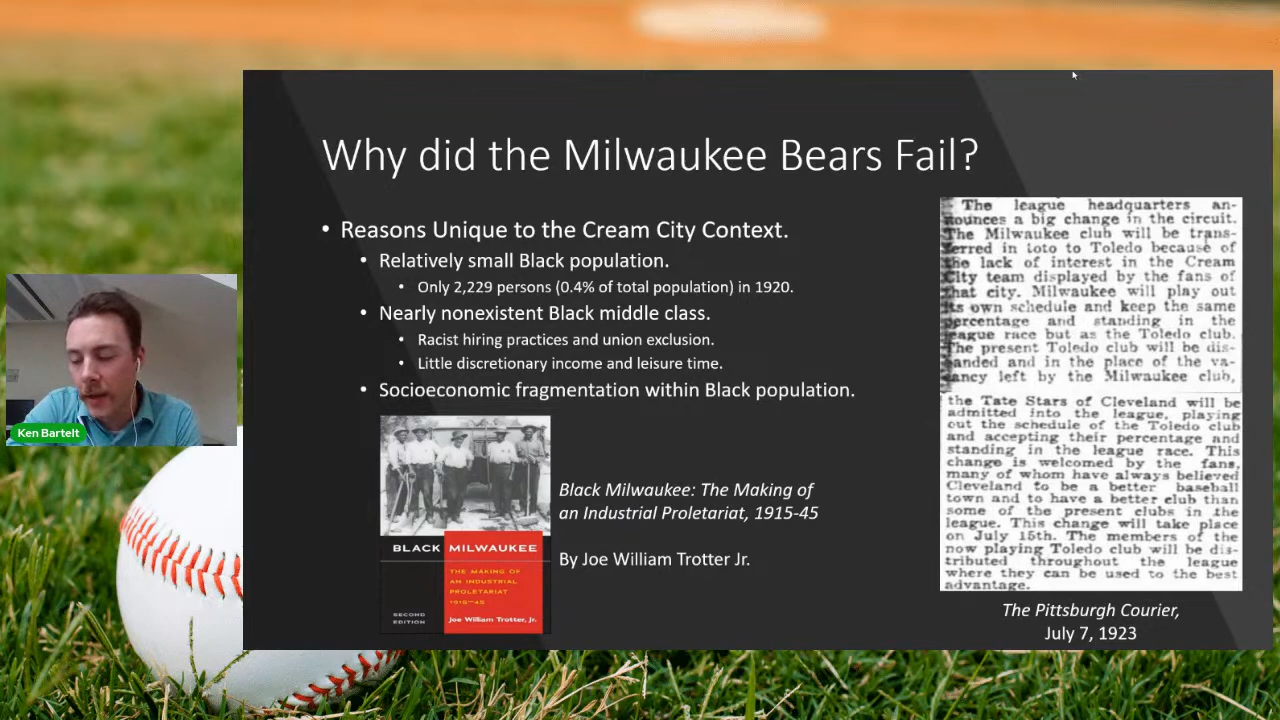 Why did the Milwaukee Bears Fail?
• Reasons Unique to the Cream City Context.
• Relatively small Black population.
• Only 2,229 persons (0.4% of total population) in 1920.
• Nearly nonexistent Black middle class.
• Racist hiring practices and union exclusion.
• Little discretionary income and leisure time.
• Socioeconomic fragmentation within Black population.
BLACK MILWAUKEE
THE MAKING OF
AN INDUSTRIAL
PROLETARIAT
1915-45
SECOND
EDITION
Joe William Trotter, Jr.
Black Milwaukee: The Making of
an Industrial Proletariat, 1915-45
By Joe William Trotter Jr.
The league headquarters an-
nounces a big change in the circuit.
The Milwaukee club will be trans-
ferred in toto to Toledo because of
the lack of interest in the Cream
City team displayed by the fans of
that city. Milwaukee will play out
its own schedule and keep the same
percentage and standing in the
league race but as the Toledo club.
The present Toledo club will be dis-
banded and in the place of the va-
cancy left by the Milwaukee club,
the Tate Stars of Cleveland will be
admitted into the league, playing
out the schedule of the Toledo club
and accepting their percentage and
standing in the league race. This
change is welcomed by the fans,
many of whom have always believed
Cleveland to be a better baseball
town and to have a better club than
some of the present clubs in the
league. This change will take place
on July 15th. The members of the
now playing Toledo club will be dis-
tributed throughout the league
where they can be used to the best
advantage.
The Pittsburgh Courier,
July 7, 1923
Ken Bartelt